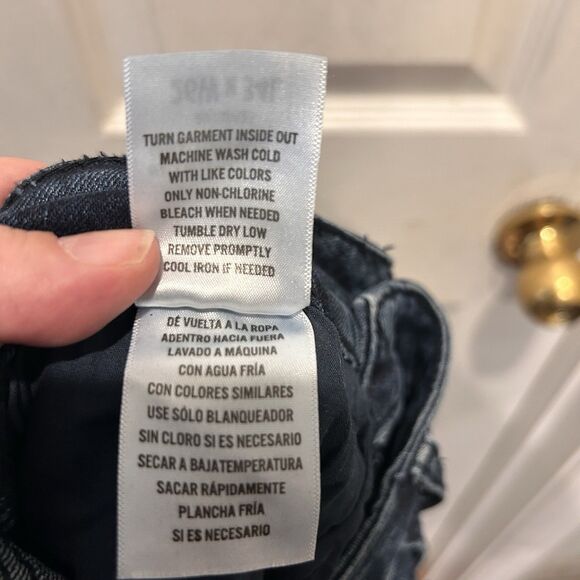 TURN GARMENT INSIDE OUT
MACHINE WASH COLD
WITH LIKE COLORS
ONLY NON-CHLORINE
BLEACH WHEN NEEDED
TUMBLE DRY LOW
REMOVE PROMPTLY
COOL IRON IF NEEDED
DÉ VUELTA A LA ROPA
ADENTRO HACIA FUERA
LAVADO A MÁQUINA
CON AGUA FRÍA
CON COLORES SIMILARES
USE SÓLO BLANQUEADOR
SIN CLORO SI ES NECESARIO
SECAR A BAJATEMPERATURA
SACAR RÁPIDAMENTE
PLANCHA FRÍA
SI ES NECESARIO